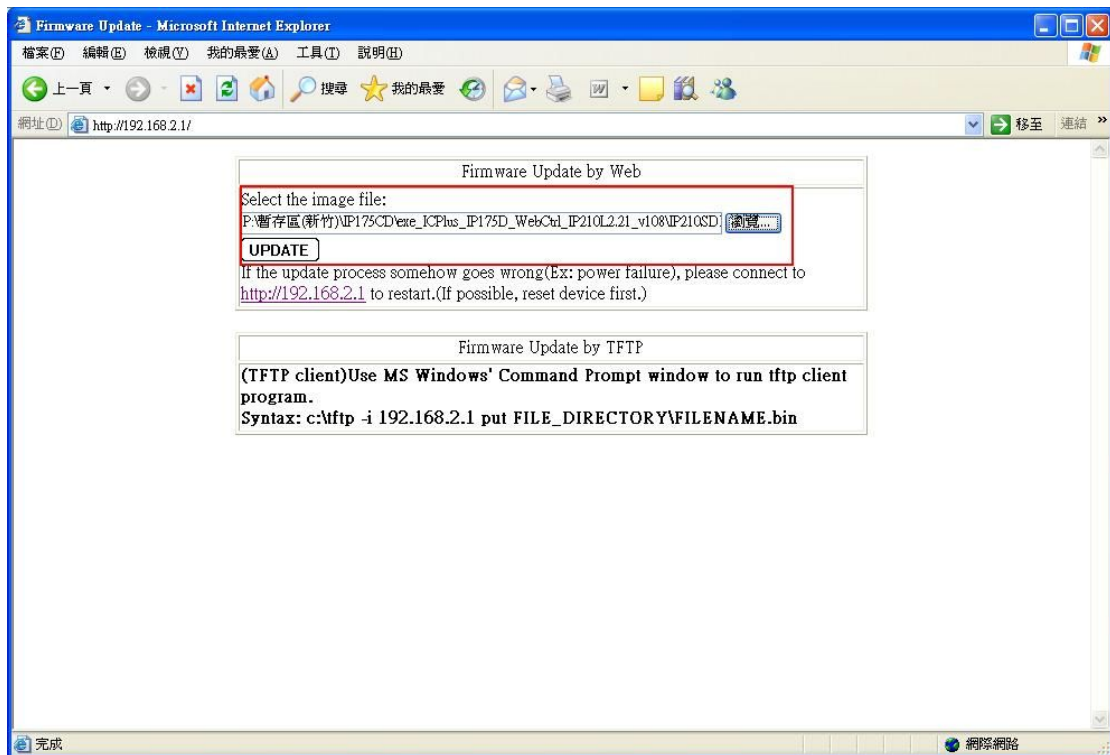 Firmware Update - Microsoft Internet Explorer
檔案(F) 編輯(E) 檢視(V) 我的最愛(A) 工具(T) 說明(H)
上一頁 搜尋 我的最愛
網址(D) http://192.168.2.1/ 移至 連結 »
Firmware Update by Web
Select the image file:
P:\暫存區(新竹)\IP175CD\exe_ICPlus_IP175D_WebCtrl_IP210L2.21_v108\IP210SD 瀏覽...
UPDATE
If the update process somehow goes wrong(Ex: power failure), please connect to
http://192.168.2.1 to restart.(If possible, reset device first.)
Firmware Update by TFTP
(TFTP client)Use MS Windows' Command Prompt window to run tftp client
program.
Syntax: c:\tftp -i 192.168.2.1 put FILE_DIRECTORY\FILENAME.bin
完成 網際網路